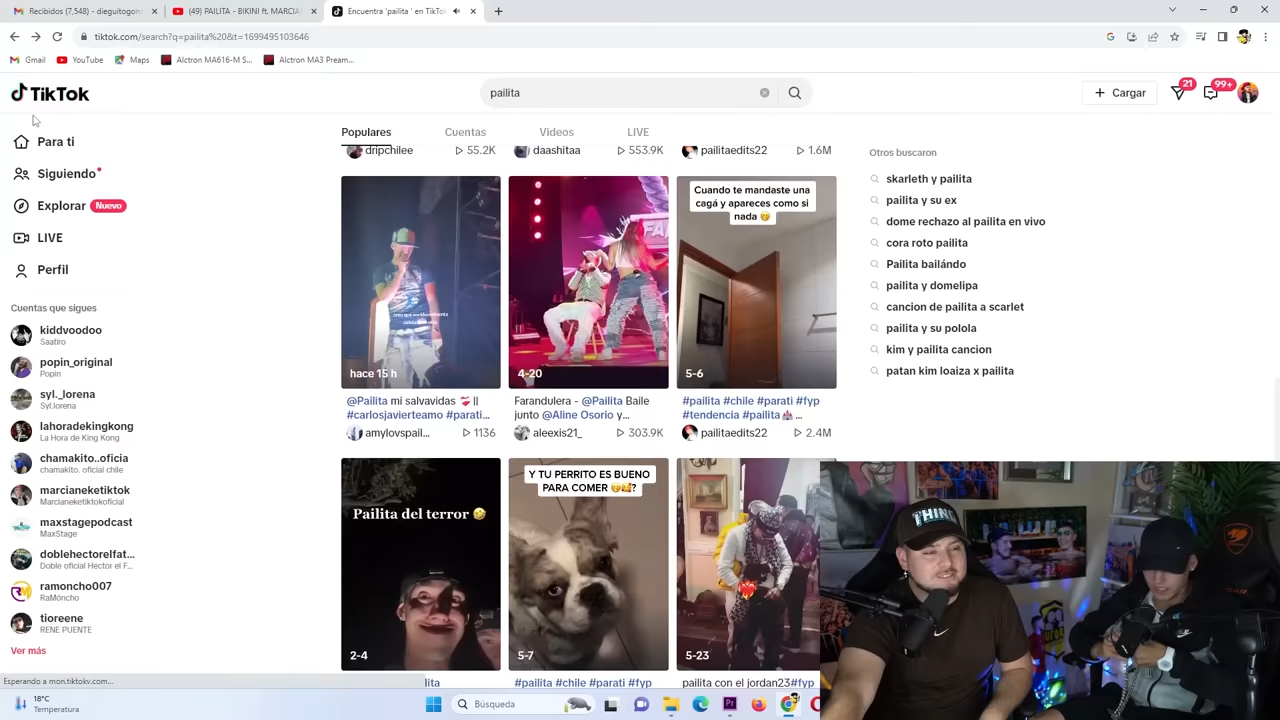 Recibidos (7,548) - dieguitogon
(49) PAILITA - BIKINI ft. MARCIA
Encuentra 'pailita ' en TikTo
tiktok.com/search?q=pailita%20&t=1699495103646
Gmail
YouTube
Maps
Alctron MA616-M S...
Alctron MA3 Pream...
TikTok
pailita
Cargar
21
99+
Para ti
Siguiendo
Explorar
Nuevo
LIVE
Perfil
Cuentas que sigues
kiddvoodoo
Saatiro
popin_original
Popin
syl._lorena
Syl.lorena
lahoradekingkong
La Hora de King Kong
chamakito..oficia
chamakito. oficial chile
marcianeketiktok
Marcianeketiktokoficial
maxstagepodcast
MaxStage
doblehectorelfat...
Doble oficial Hector el F...
ramoncho007
RaMóncho
tioreene
RENE PUENTE
Ver más
Esperando a mon.tiktokv.com...
Populares
Cuentas
Videos
LIVE
dripchilee
55.2K
daashitaa
553.9K
pailitaedits22
1.6M
hace 15 h
@Pailita mi salvavidas ❤️‍🩹 ||
#carlosjavierteamo #parati...
amylovspail...
1136
4-20
Farandulera - @Pailita Baile
junto @Aline Osorio y...
aleexis21_
303.9K
Cuando te mandaste una
cagá y apareces como si
nada 🤭
5-6
#pailita #chile #parati #fyp
#tendencia #pailita🏰 ...
pailitaedits22
2.4M
Pailita del terror 🤣
2-4
lita
Y TU PERRITO ES BUENO
PARA COMER 🤭🥰?
5-7
#pailita #chile #parati #fyp
5-23
pailita con el jordan23#fyp
Otros buscaron
skarleth y pailita
pailita y su ex
dome rechazo al pailita en vivo
cora roto pailita
Pailita bailándo
pailita y domelipa
cancion de pailita a scarlet
pailita y su polola
kim y pailita cancion
patan kim loaiza x pailita
THING
18°C
Temperatura
Búsqueda